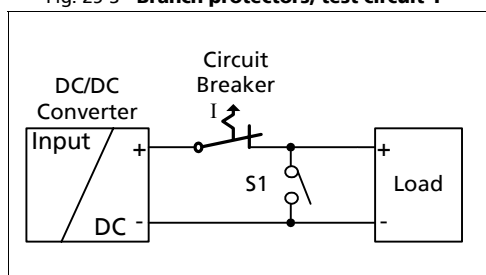 Fig. 25-3 Branch protectors, test circuit 1
Circuit
Breaker
I
DC/DC
Converter
Input
+
+
S1
Load
DC
-
-